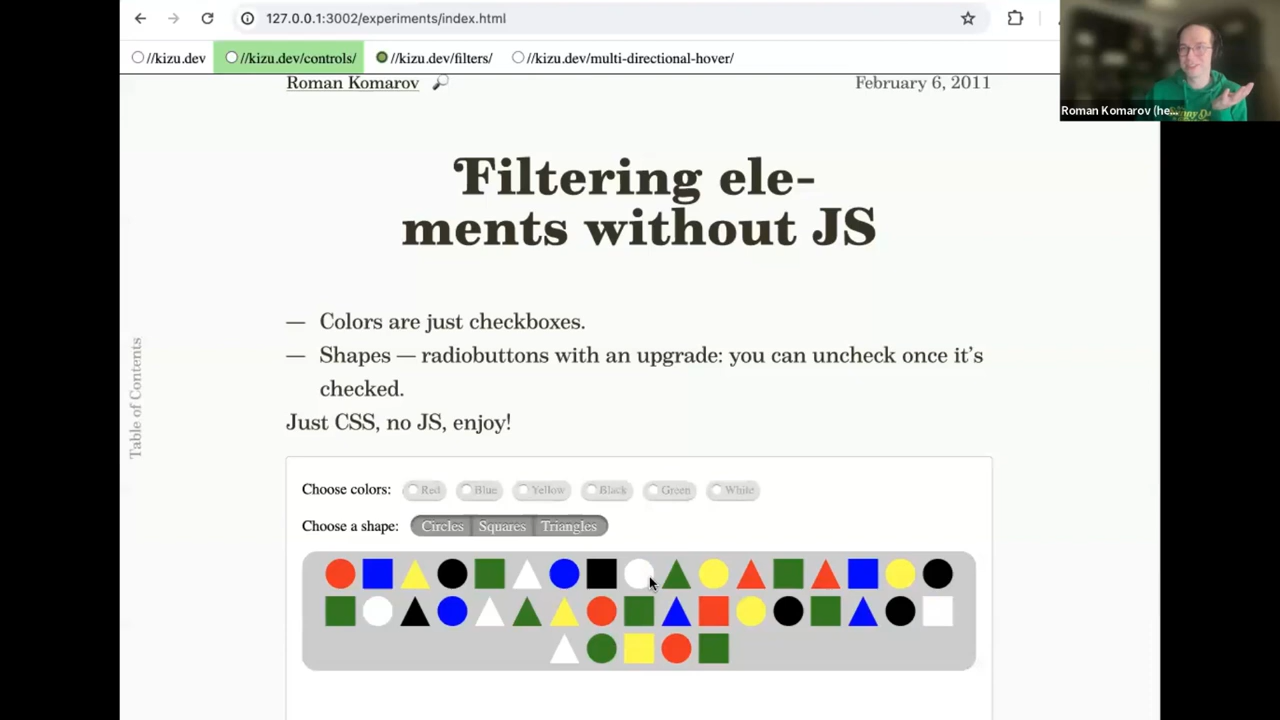 127.0.0.1:3002/experiments/index.html
//kizu.dev //kizu.dev/controls/ //kizu.dev/filters/ //kizu.dev/multi-directional-hover/
Roman Komarov (he...
Roman Komarov February 6, 2011
Filtering ele-
ments without JS
— Colors are just checkboxes.
— Shapes — radiobuttons with an upgrade: you can uncheck once it’s
checked.
Just CSS, no JS, enjoy!
Table of Contents
Choose colors: Red Blue Yellow Black Green White
Choose a shape: Circles Squares Triangles